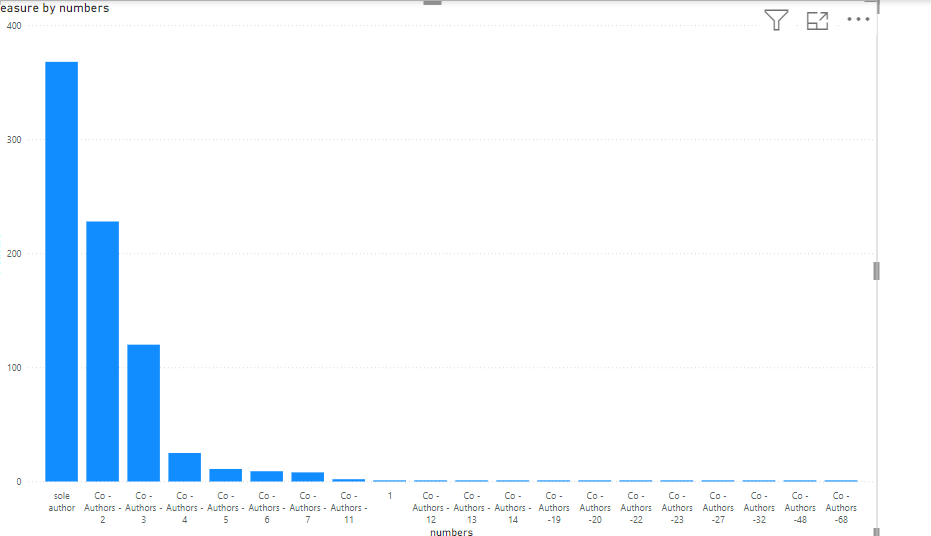 easure by numbers
400
300
200
100
0
sole author
Co - Authors - 2
Co - Authors - 3
Co - Authors - 4
Co - Authors - 5
Co - Authors - 6
Co - Authors - 7
Co - Authors - 11
1
Co - Authors - 12
Co - Authors - 13
Co - Authors - 14
Co - Authors -19
Co - Authors -20
Co - Authors -22
Co - Authors -23
Co - Authors -27
Co - Authors -32
Co - Authors -48
Co - Authors -68
numbers